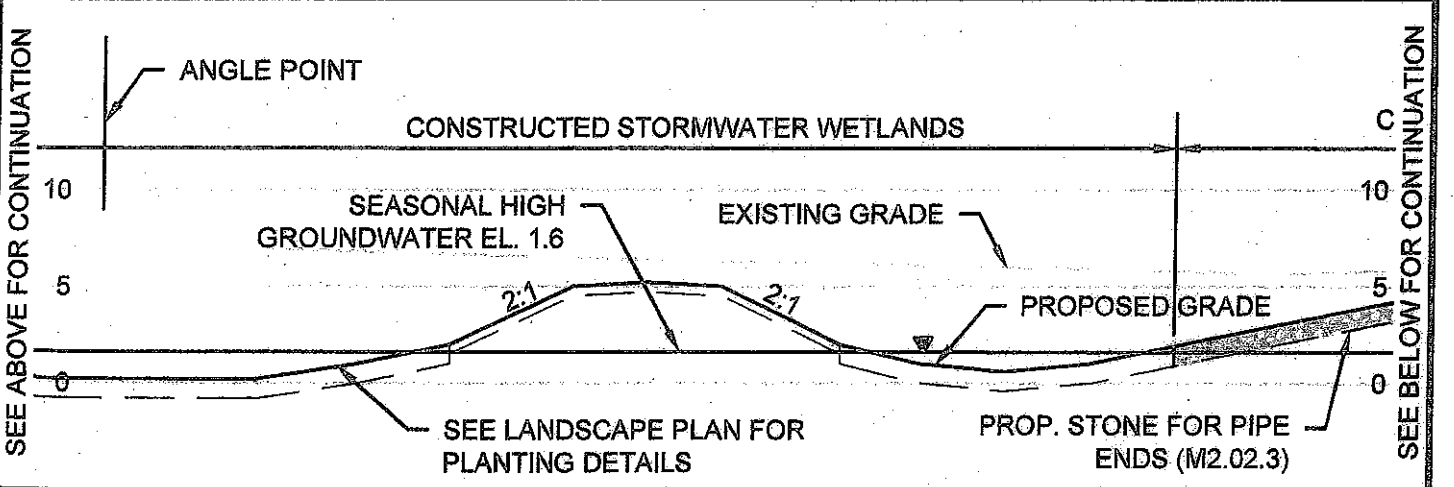 SEE ABOVE FOR CONTINUATION
ANGLE POINT
CONSTRUCTED STORMWATER WETLANDS
C
SEE BELOW FOR CONTINUATION
10
10
SEASONAL HIGH
GROUNDWATER EL. 1.6
EXISTING GRADE
5
5
2:1
2:1
PROPOSED GRADE
0
0
SEE LANDSCAPE PLAN FOR
PLANTING DETAILS
PROP. STONE FOR PIPE
ENDS (M2.02.3)